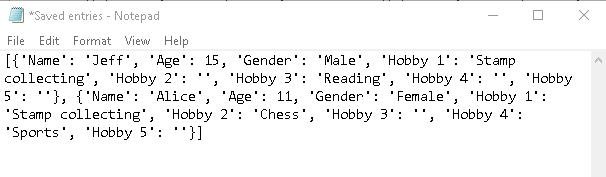 *Saved entries - Notepad
File Edit Format View Help
[{'Name': 'Jeff', 'Age': 15, 'Gender': 'Male', 'Hobby 1': 'Stamp
collecting', 'Hobby 2': '', 'Hobby 3': 'Reading', 'Hobby 4': '', 'Hobby
5': ''}, {'Name': 'Alice', 'Age': 11, 'Gender': 'Female', 'Hobby 1':
'Stamp collecting', 'Hobby 2': 'Chess', 'Hobby 3': '', 'Hobby 4':
'Sports', 'Hobby 5': ''}]